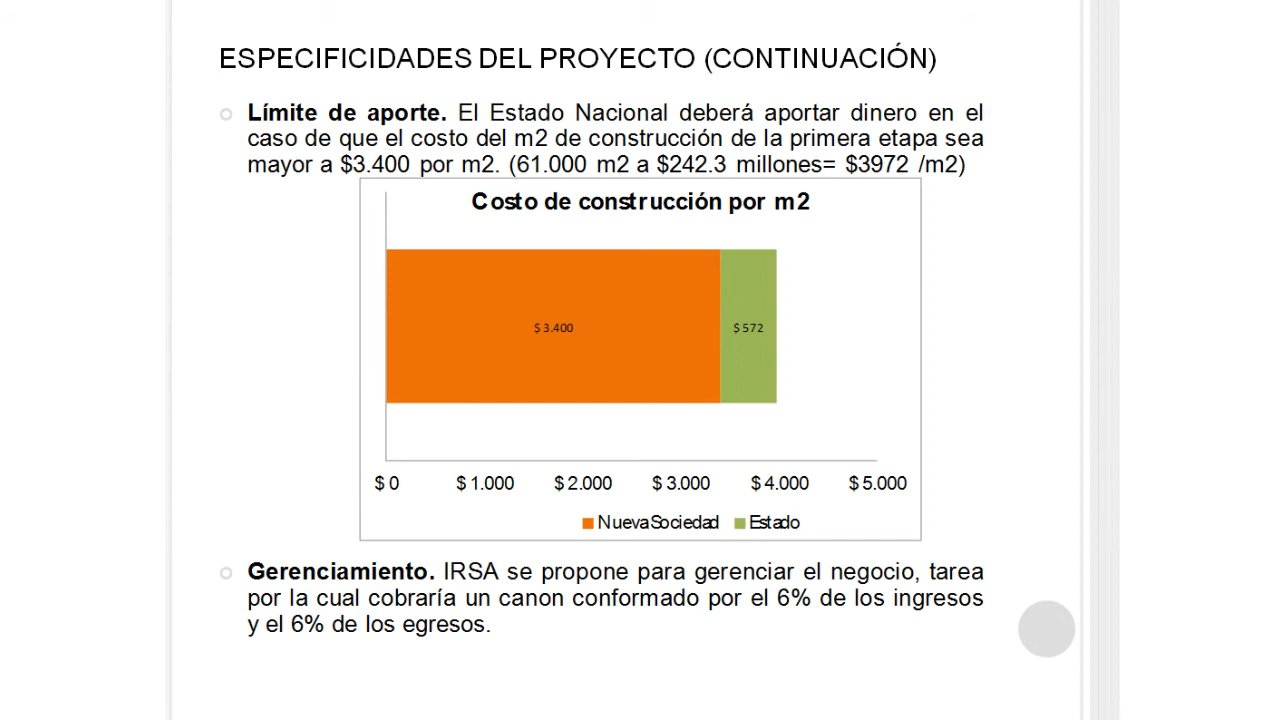 ESPECIFICIDADES DEL PROYECTO (CONTINUACIÓN)
Límite de aporte. El Estado Nacional deberá aportar dinero en el
caso de que el costo del m2 de construcción de la primera etapa sea
mayor a $3.400 por m2. (61.000 m2 a $242.3 millones= $3972 /m2)
Costo de construcción por m2
$ 3.400 $ 572
$ 0 $ 1.000 $ 2.000 $ 3.000 $ 4.000 $ 5.000
Nueva Sociedad Estado
Gerenciamiento. IRSA se propone para gerenciar el negocio, tarea
por la cual cobraría un canon conformado por el 6% de los ingresos
y el 6% de los egresos.